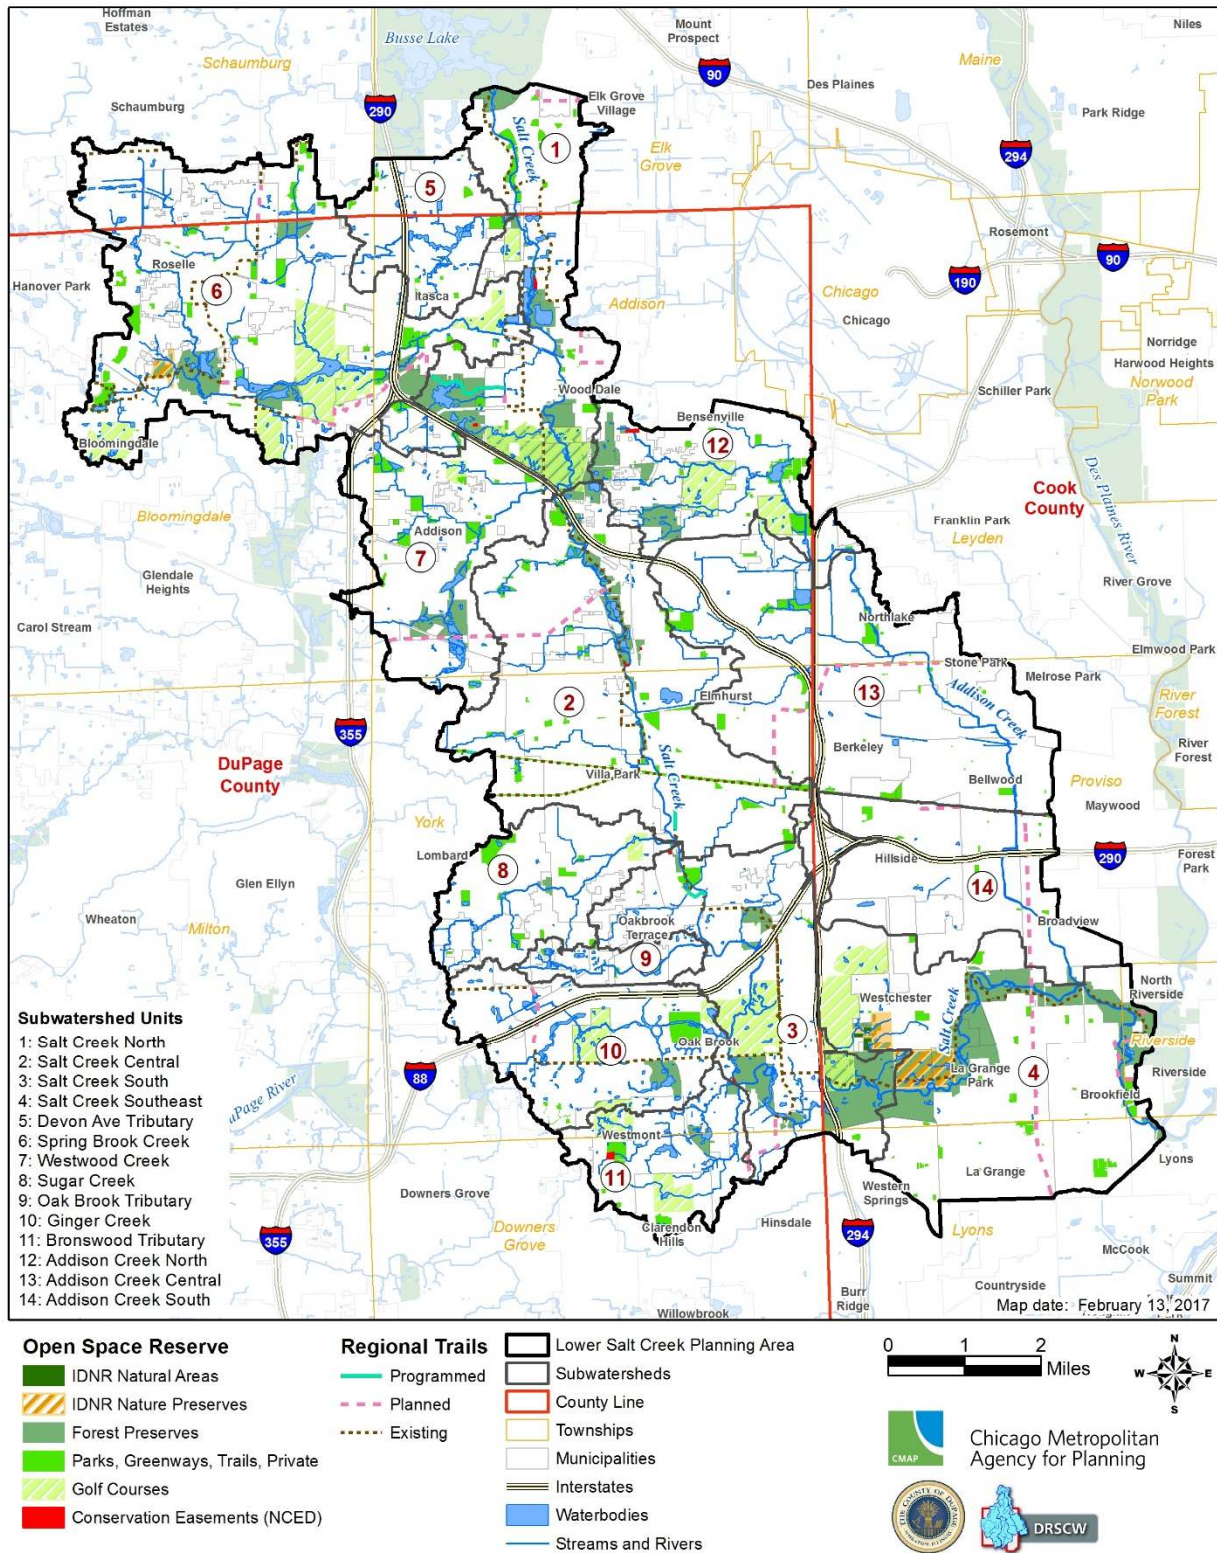 Hoffman
Estates
Busse Lake
Mount
Prospect
Niles
Schaumburg
Maine
90
Des Plaines
Schaumburg
290
Elk Grove
Village
Park Ridge
Salt Creek
1
Elk
Grove
294
5
Rosemont
Roselle
90
Hanover Park
6
Itasca
Addison
Chicago
190
Chicago
Norridge
Harwood Heights
Norwood
Park
Schiller Park
Wood Dale
Bensenville
12
Bloomingdale
Des Plaines River
Cook
County
Bloomingdale
Addison
7
Franklin Park
Leyden
Glendale
Heights
River Grove
Carol Stream
Northlake
Elmwood Park
Stone Park
Melrose Park
2
Elmhurst
13
Addison Creek
River
Forest
355
Berkeley
River
Forest
DuPage
County
Salt Creek
Villa Park
Bellwood
Proviso
Maywood
York
Lombard
8
Hillside
290
Forest
Park
Glen Ellyn
14
Wheaton
Milton
Oakbrook
Terrace
Broadview
9
North
Riverside
Westchester
Salt Creek
Subwatershed Units
1: Salt Creek North
2: Salt Creek Central
3: Salt Creek South
4: Salt Creek Southeast
5: Devon Ave Tributary
6: Spring Brook Creek
7: Westwood Creek
8: Sugar Creek
9: Oak Brook Tributary
10: Ginger Creek
11: Bronswood Tributary
12: Addison Creek North
13: Addison Creek Central
14: Addison Creek South
3
10
Oak Brook
Riverside
88
La Grange
Park
4
Riverside
Brookfield
uPage River
Westmont
Lyons
11
La Grange
Western
Springs
Downers Grove
355
Downers
Grove
Clarendon
Hills
Hinsdale
294
Lyons
McCook
Burr
Ridge
Countryside
Summit
Willowbrook
Map date: February 13, 2017
Open Space Reserve
IDNR Natural Areas
IDNR Nature Preserves
Forest Preserves
Parks, Greenways, Trails, Private
Golf Courses
Conservation Easements (NCED)
Regional Trails
Programmed
Planned
Existing
Lower Salt Creek Planning Area
Subwatersheds
County Line
Townships
Municipalities
Interstates
Waterbodies
Streams and Rivers
0 1 2
Miles
N
W E
S
CMAP
Chicago Metropolitan
Agency for Planning
THE COUNTY OF DUPAGE
DRSCW